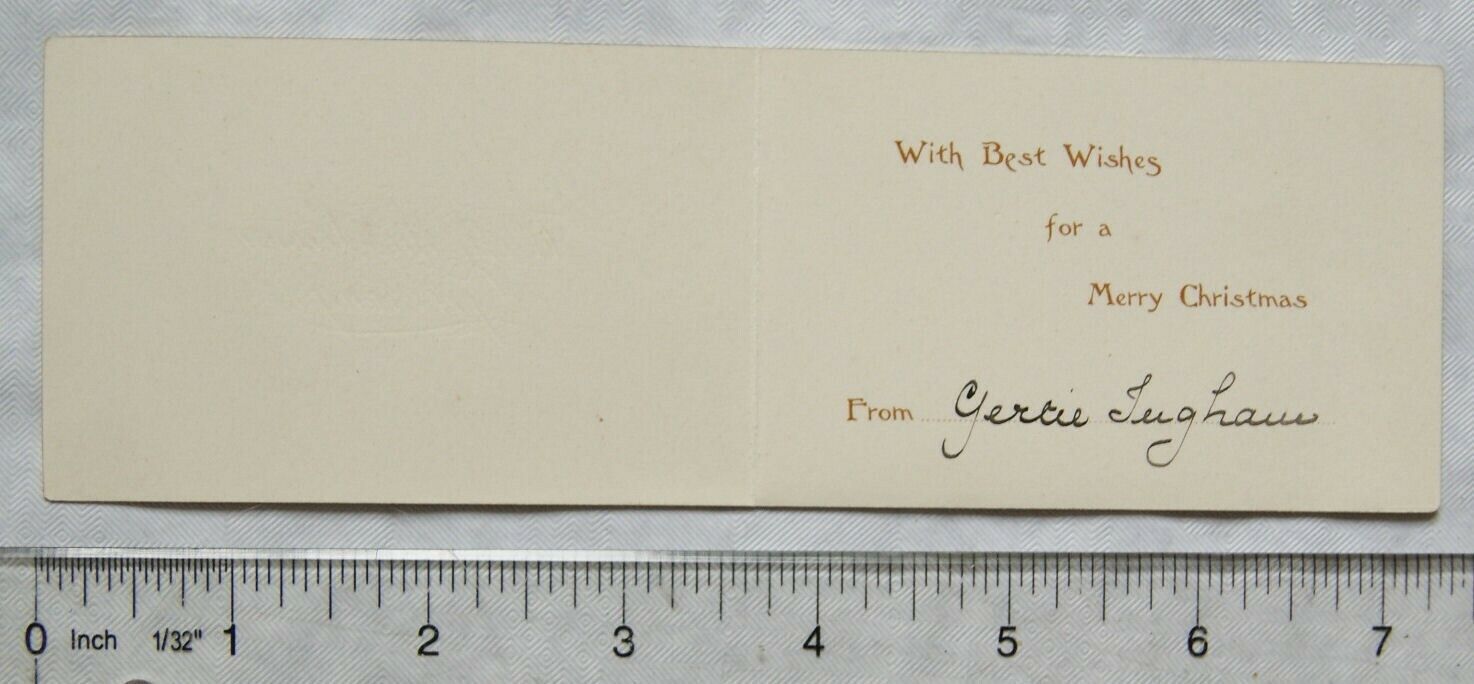 With Best Wishes
for a
Merry Christmas
From Gertie Ingham
0 Inch 1/32" 1 2 3 4 5 6 7